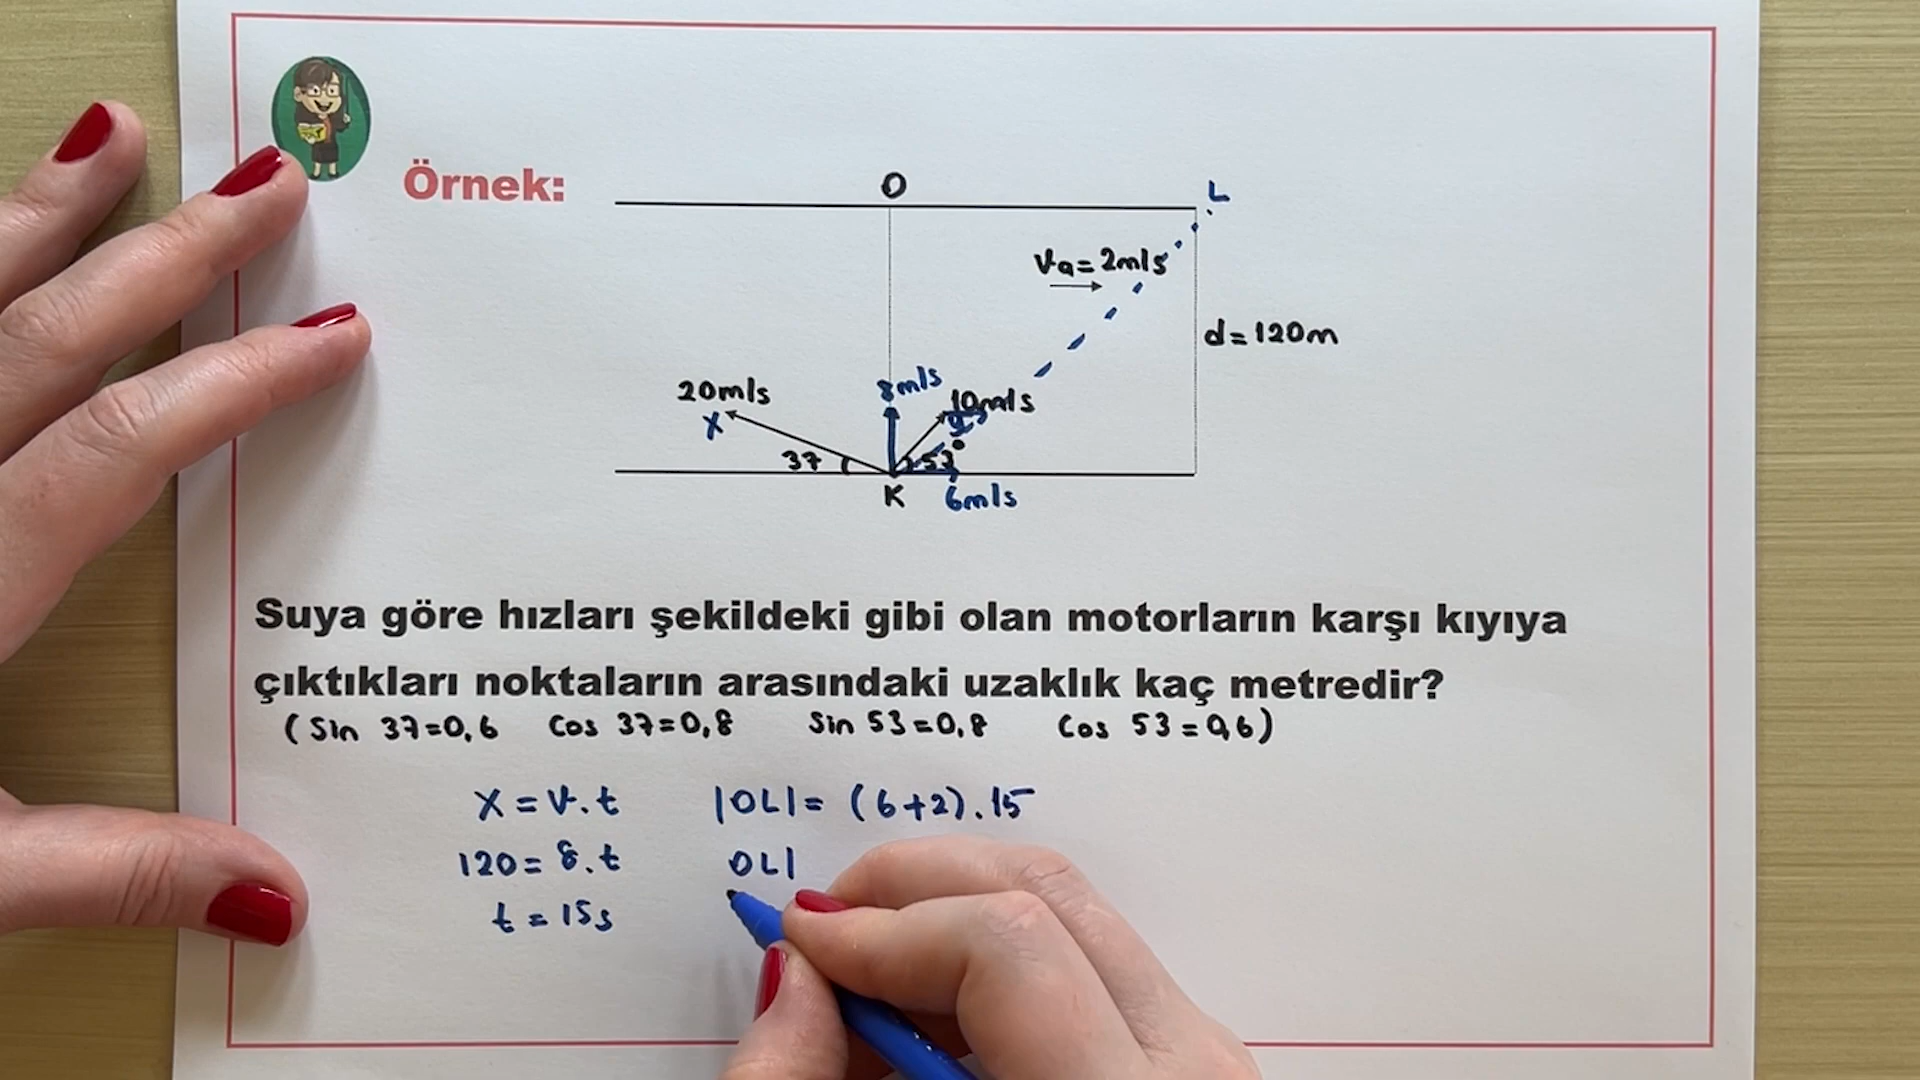 Örnek:
O
L
Va=2m/s
d=120m
20m/s
X
8m/s
10m/s
37
53°
K
6m/s
Suya göre hızları şekildeki gibi olan motorların karşı kıyıya
çıktıkları noktaların arasındaki uzaklık kaç metredir?
(Sin 37=0,6 Cos 37=0,8 Sin 53=0,8 Cos 53=0,6)
X=v.t |OL|= (6+2).15
120= 8.t OL|
t = 15s